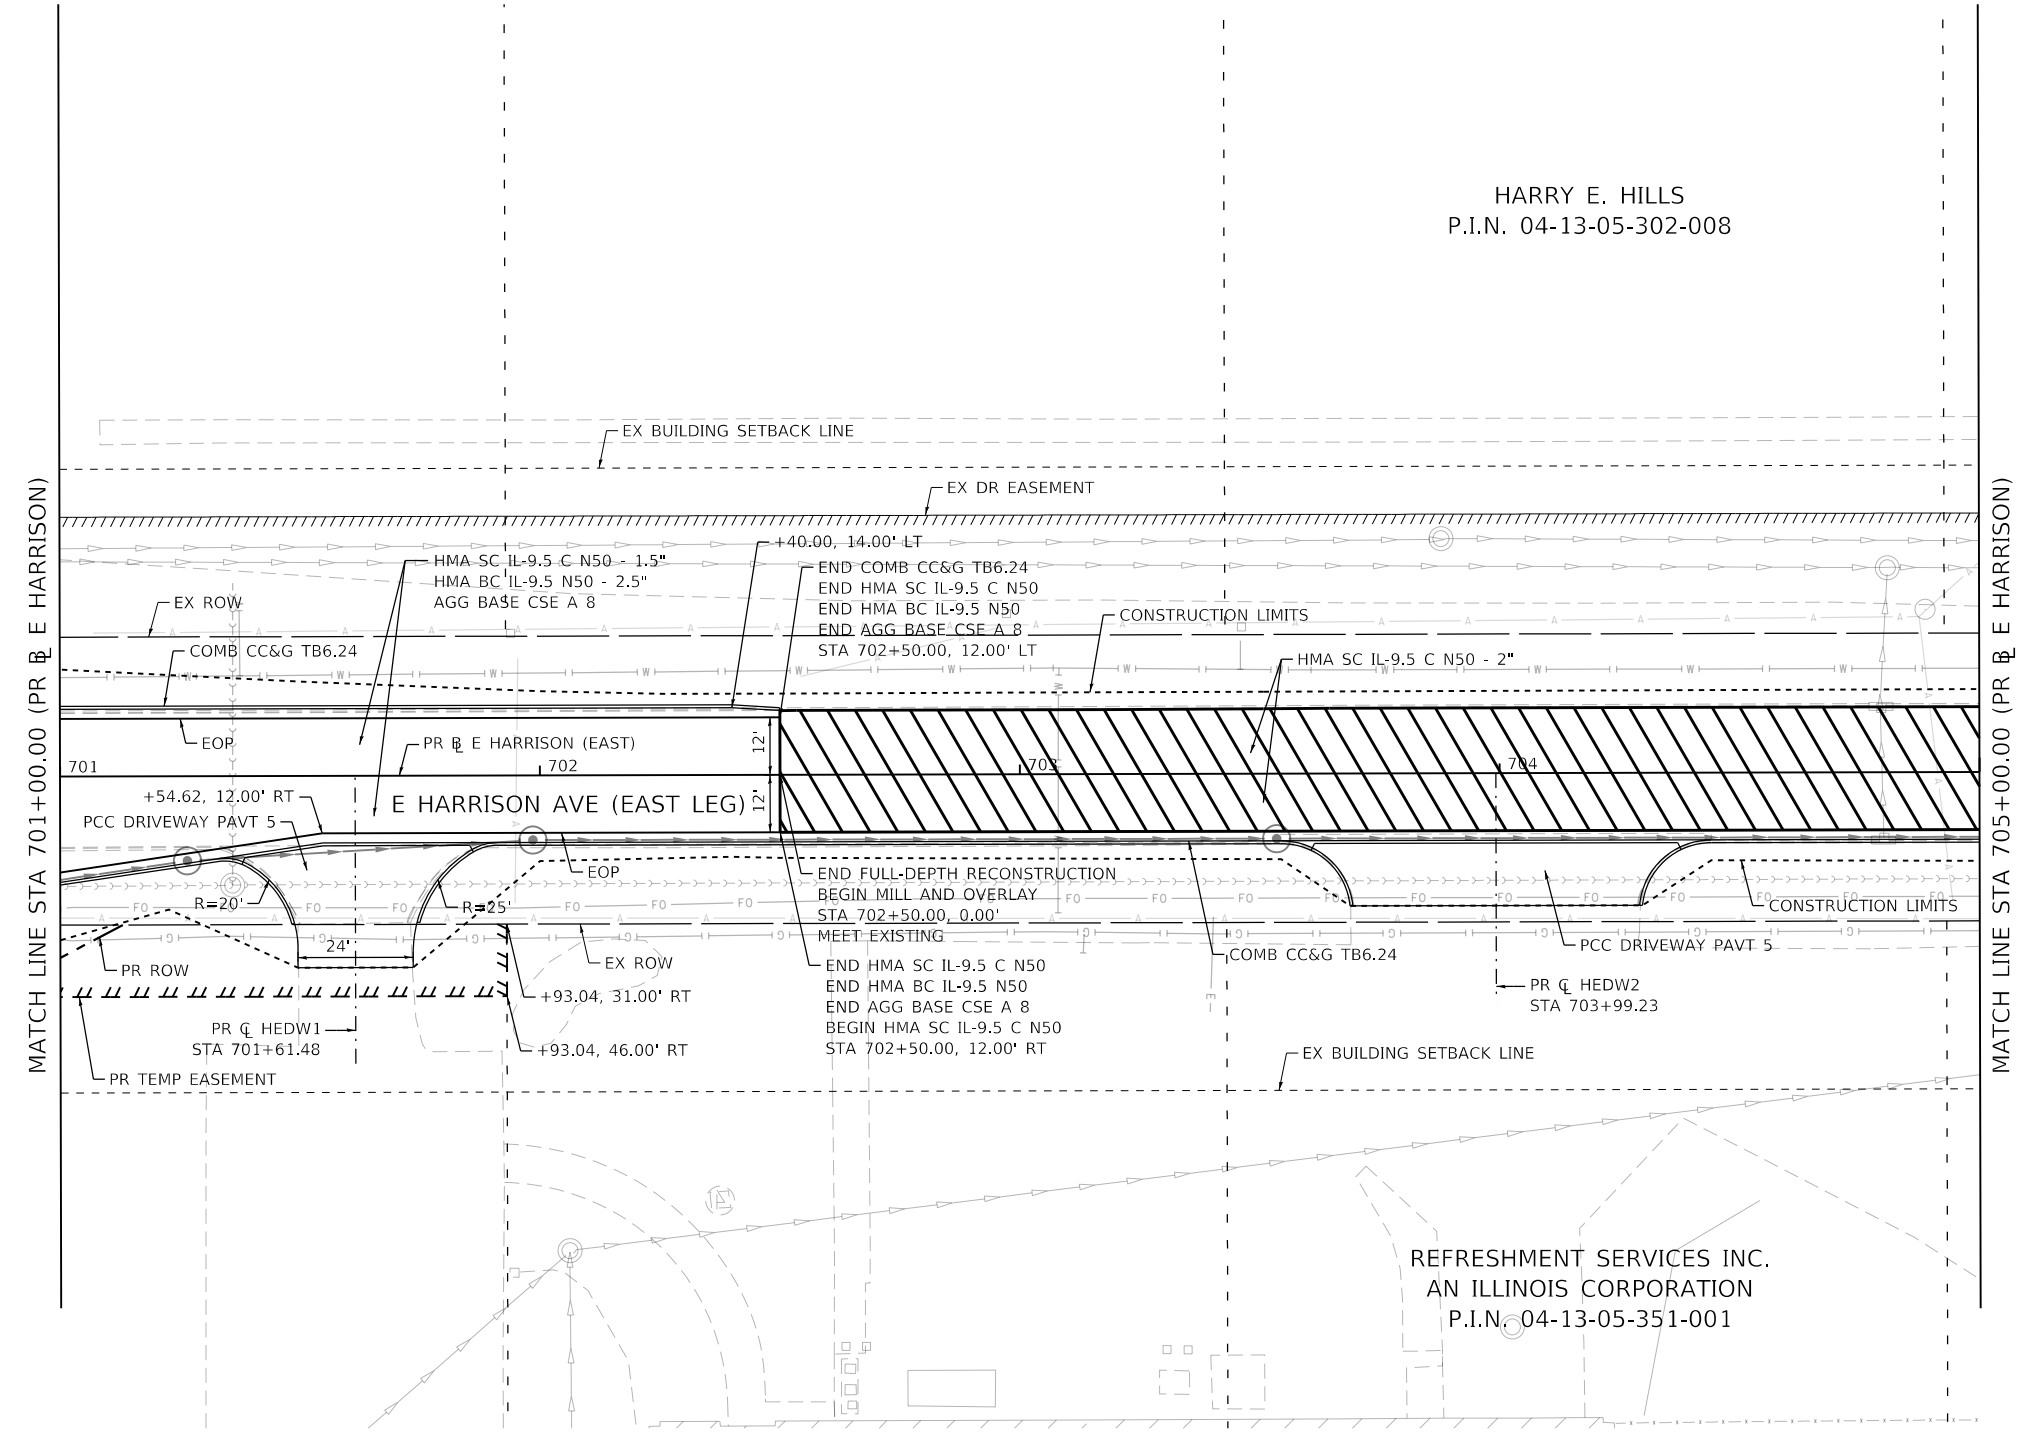 HARRY E. HILLS
P.I.N. 04-13-05-302-008
EX BUILDING SETBACK LINE
EX DR EASEMENT
MATCH LINE STA 701+00.00 (PR BL E HARRISON)
MATCH LINE STA 705+00.00 (PR BL E HARRISON)
+40.00, 14.00' LT
HMA SC IL-9.5 C N50 - 1.5"
HMA BC IL-9.5 N50 - 2.5"
AGG BASE CSE A 8
END COMB CC&G TB6.24
END HMA SC IL-9.5 C N50
END HMA BC IL-9.5 N50
END AGG BASE CSE A 8
STA 702+50.00, 12.00' LT
EX ROW
CONSTRUCTION LIMITS
COMB CC&G TB6.24
HMA SC IL-9.5 C N50 - 2"
EOP
PR BL E HARRISON (EAST)
12'
701
702
703
704
+54.62, 12.00' RT
E HARRISON AVE (EAST LEG)
12'
PCC DRIVEWAY PAVT 5
EOP
END FULL-DEPTH RECONSTRUCTION
BEGIN MILL AND OVERLAY
STA 702+50.00, 0.00'
MEET EXISTING
R=20'
R=25'
CONSTRUCTION LIMITS
24'
PR ROW
EX ROW
COMB CC&G TB6.24
PCC DRIVEWAY PAVT 5
END HMA SC IL-9.5 C N50
END HMA BC IL-9.5 N50
END AGG BASE CSE A 8
BEGIN HMA SC IL-9.5 C N50
STA 702+50.00, 12.00' RT
+93.04, 31.00' RT
PR CL HEDW2
STA 703+99.23
PR CL HEDW1
STA 701+61.48
+93.04, 46.00' RT
EX BUILDING SETBACK LINE
PR TEMP EASEMENT
REFRESHMENT SERVICES INC.
AN ILLINOIS CORPORATION
P.I.N. 04-13-05-351-001